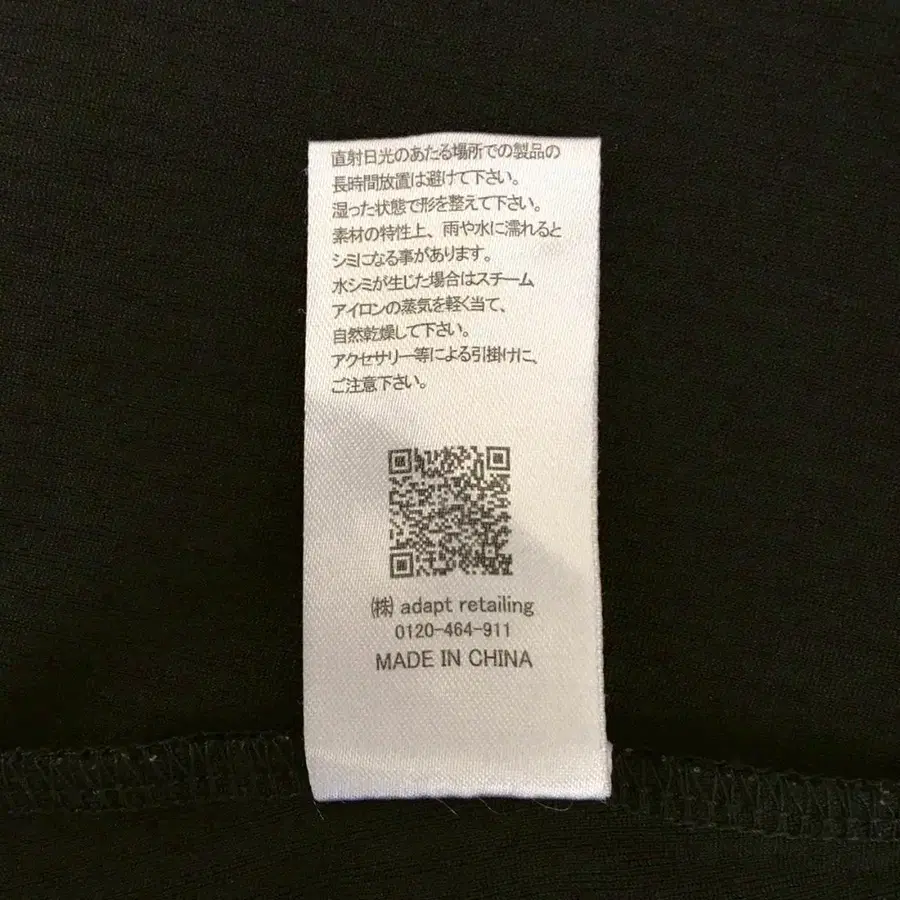 直射日光のあたる場所での製品の
長時間放置は避けて下さい。
湿った状態で形を整えて下さい。
素材の特性上、雨や水に濡れると
シミになる事があります。
水シミが生じた場合はスチーム
アイロンの蒸気を軽く当て、
自然乾燥して下さい。
アクセサリー等による引掛けに、
ご注意下さい。
㈱ adapt retailing
0120-464-911
MADE IN CHINA